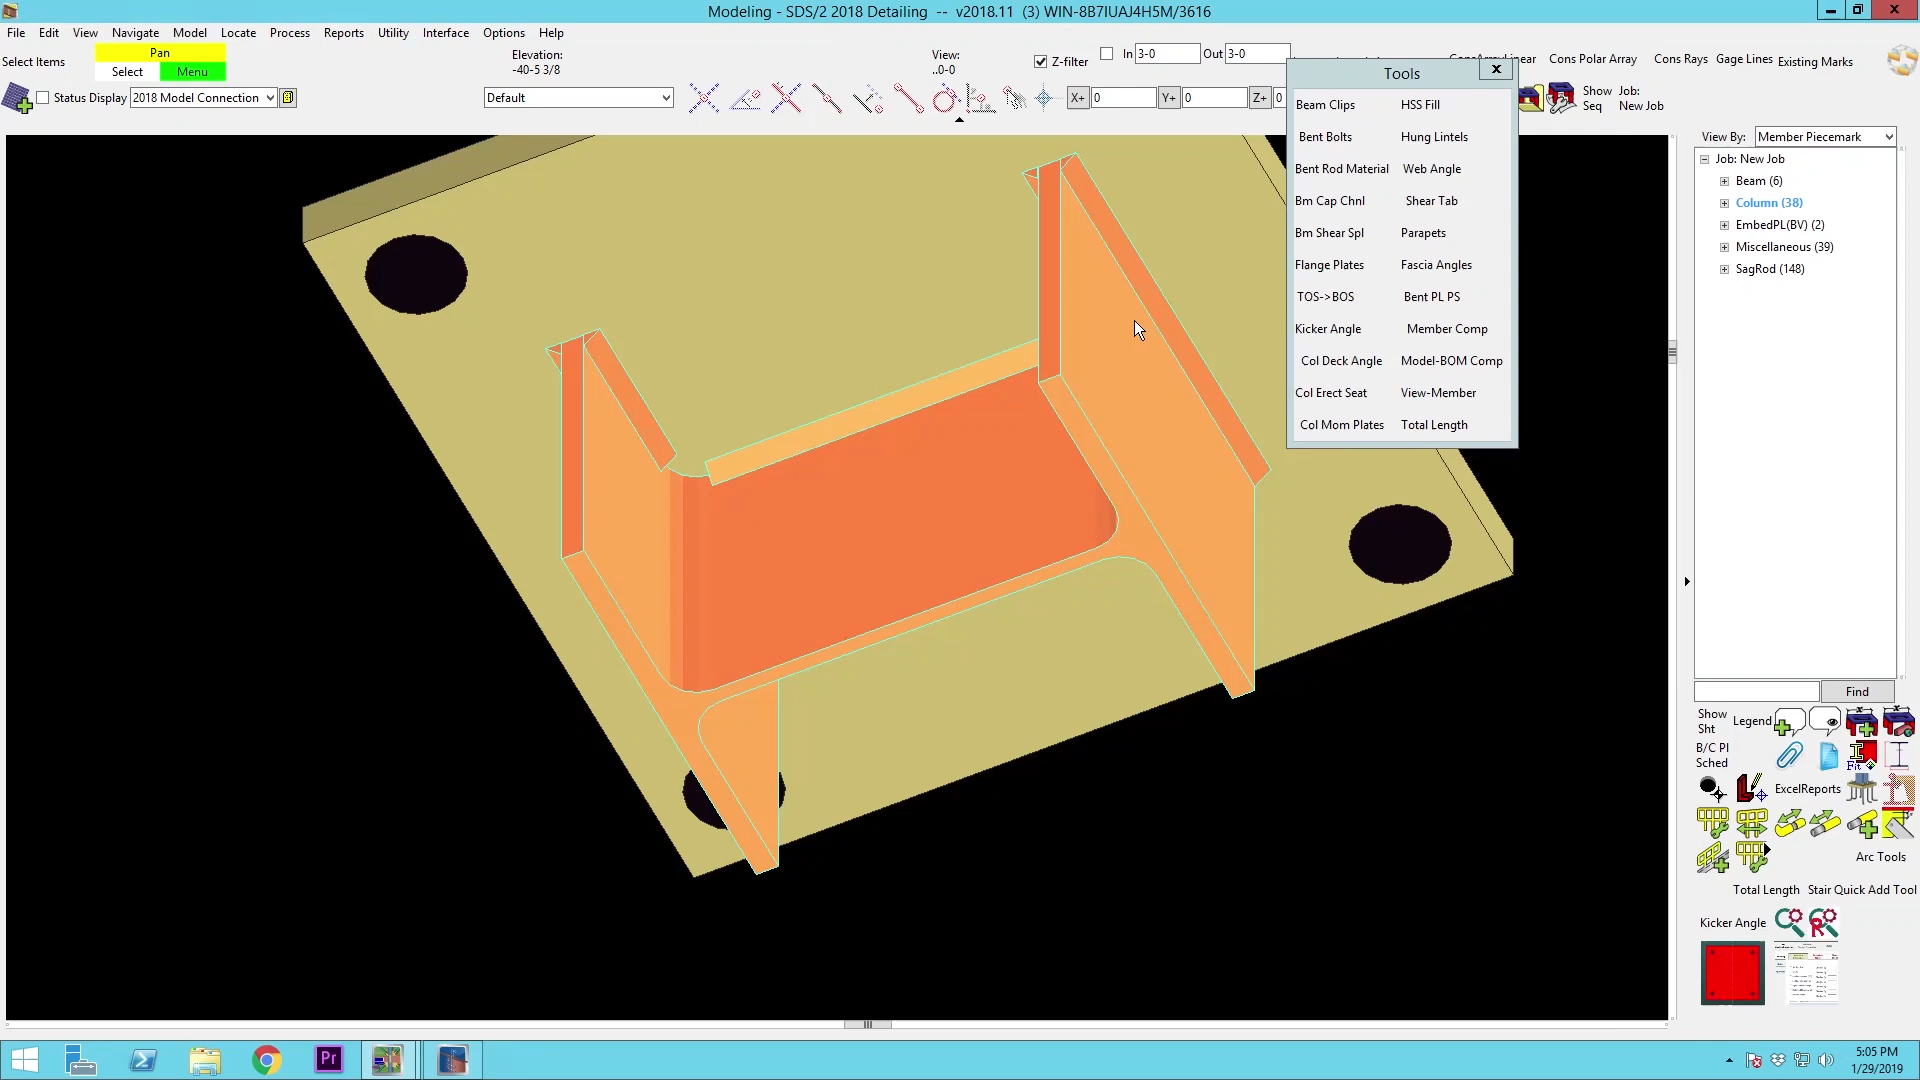 Modeling - SDS/2 2018 Detailing -- v2018.11 (3) WIN-8B7IUAJ4H5M/3616
File Edit View Navigate Model Locate Process Reports Utility Interface Options Help
Select Items
Pan
Select Menu
Elevation:
-40-5 3/8
View:
..0-0
Z-filter
In 3-0 Out 3-0
Cons Polar Array Cons Rays Gage Lines Existing Marks
Status Display 2018 Model Connection
Default
X+ 0 Y+ 0 Z+ 0
Show
Seq
Job:
New Job
Tools
X
Beam Clips HSS Fill
Bent Bolts Hung Lintels
Bent Rod Material Web Angle
Bm Cap Chnl Shear Tab
Bm Shear Spl Parapets
Flange Plates Fascia Angles
TOS->BOS Bent PL PS
Kicker Angle Member Comp
Col Deck Angle Model-BOM Comp
Col Erect Seat View-Member
Col Mom Plates Total Length
View By: Member Piecemark
Job: New Job
Beam (6)
Column (38)
EmbedPL(BV) (2)
Miscellaneous (39)
SagRod (148)
Find
Show
Sht
Legend
B/C Pl
Sched
Fit
ExcelReports
Arc Tools
Total Length Stair Quick Add Tool
Kicker Angle
Pr
5:05 PM
1/29/2019